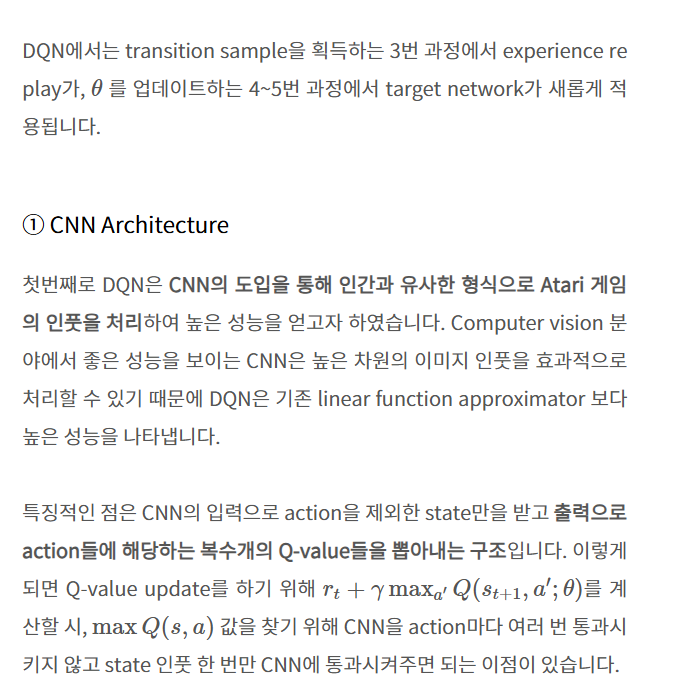 DQN에서는 transition sample을 획득하는 3번 과정에서 experience re
play가, θ 를 업데이트하는 4~5번 과정에서 target network가 새롭게 적
용됩니다.
① CNN Architecture
첫번째로 DQN은 CNN의 도입을 통해 인간과 유사한 형식으로 Atari 게임
의 인풋을 처리하여 높은 성능을 얻고자 하였습니다. Computer vision 분
야에서 좋은 성능을 보이는 CNN은 높은 차원의 이미지 인풋을 효과적으로
처리할 수 있기 때문에 DQN은 기존 linear function approximator 보다
높은 성능을 나타냅니다.
특징적인 점은 CNN의 입력으로 action을 제외한 state만을 받고 출력으로
action들에 해당하는 복수개의 Q-value들을 뽑아내는 구조입니다. 이렇게
되면 Q-value update를 하기 위해 $r_t + \gamma \max_{a'} Q(s_{t+1}, a'; \theta)$를 계
산할 시, $\max Q(s, a)$ 값을 찾기 위해 CNN을 action마다 여러 번 통과시
키지 않고 state 인풋 한 번만 CNN에 통과시켜주면 되는 이점이 있습니다.